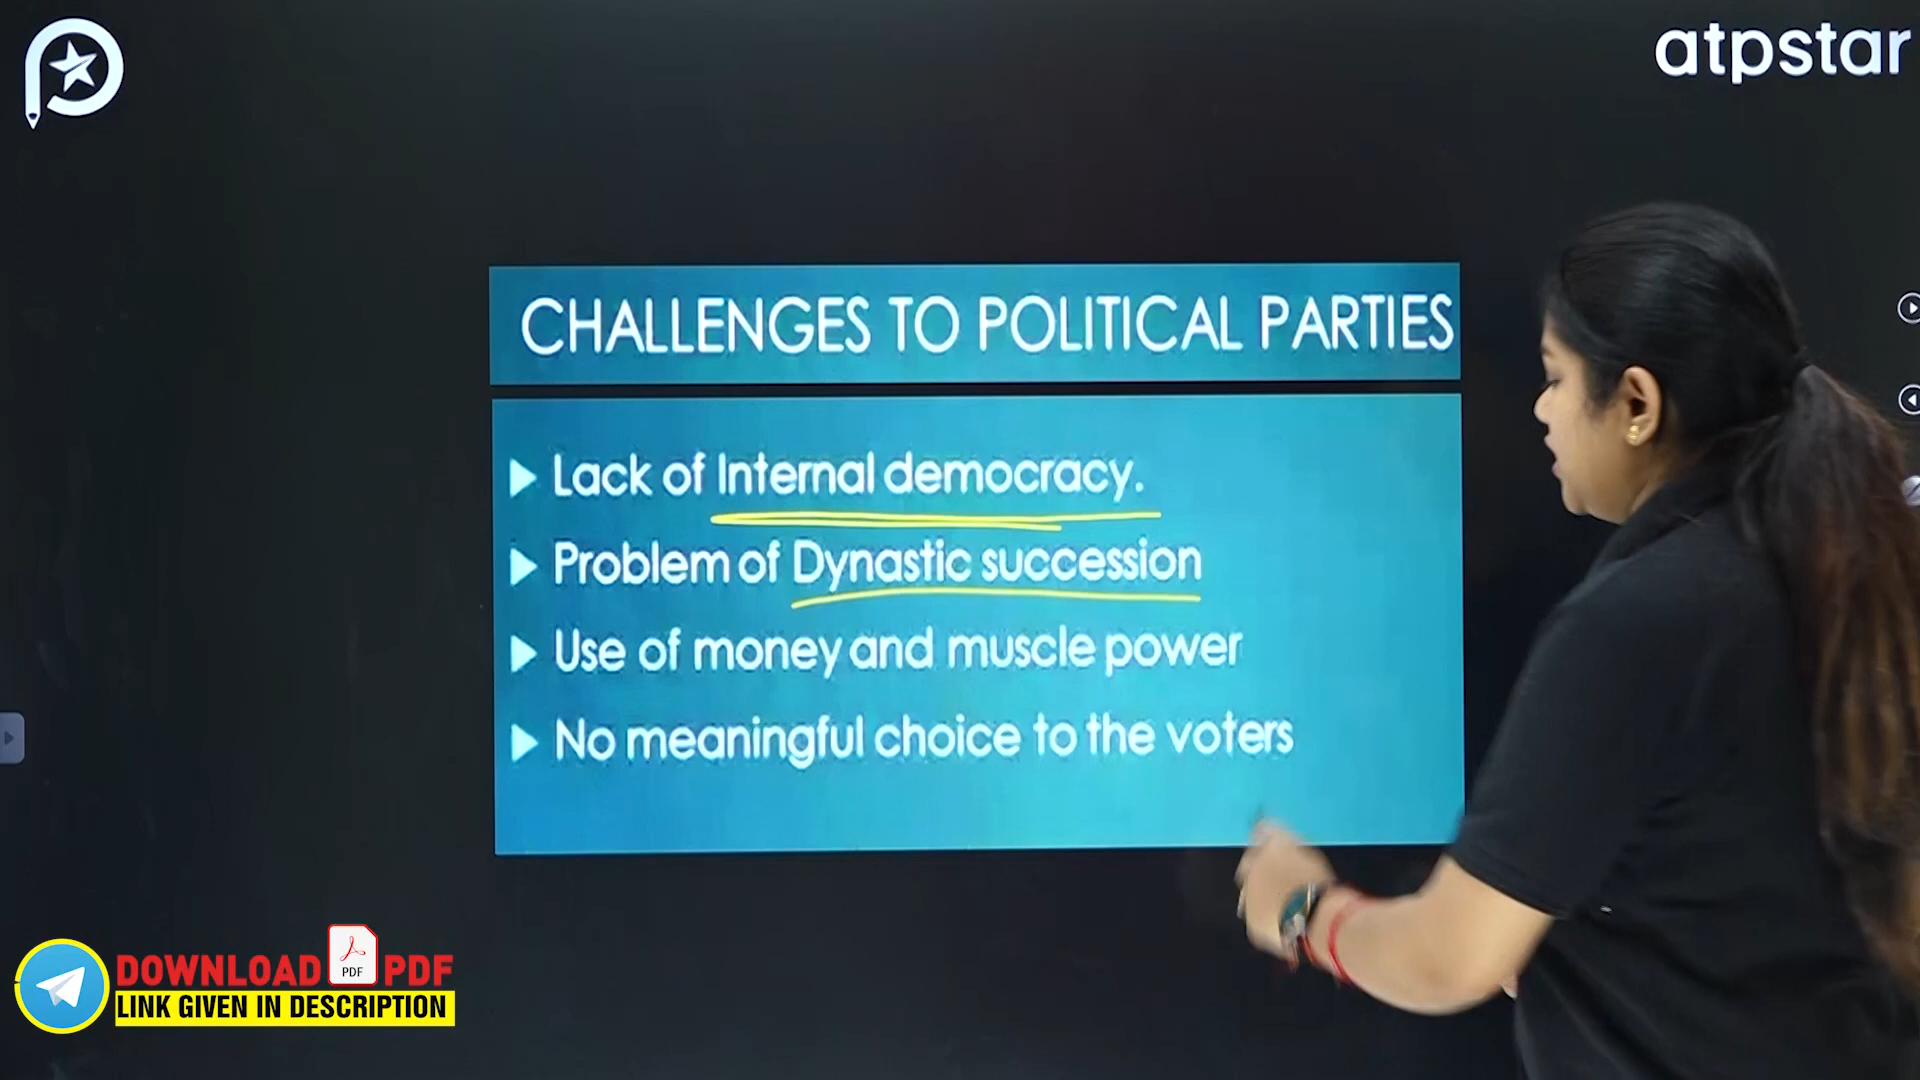 atpstar
CHALLENGES TO POLITICAL PARTIES
Lack of Internal democracy.
Problem of Dynastic succession
Use of money and muscle power
No meaningful choice to the voters
DOWNLOAD PDF PDF
LINK GIVEN IN DESCRIPTION